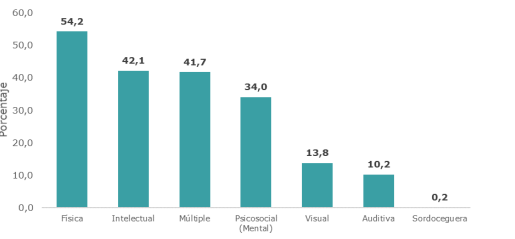 60,0
50,0
40,0
30,0
20,0
10,0
0,0
Porcentaje
54,2
42,1
41,7
34,0
13,8
10,2
0,2
Física
Intelectual
Múltiple
Psicosocial
(Mental)
Visual
Auditiva
Sordoceguera